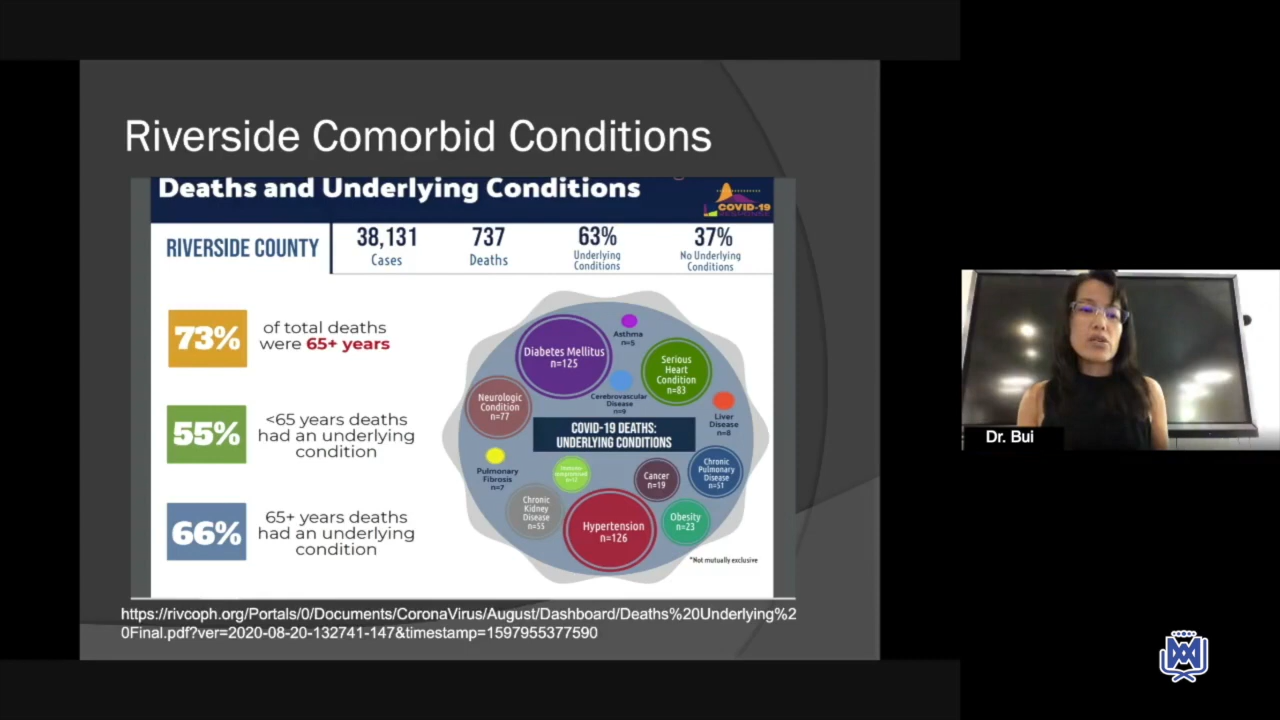 Riverside Comorbid Conditions
Deaths and Underlying Conditions
COVID-19
RESPONSE
RIVERSIDE COUNTY
38,131
Cases
737
Deaths
63%
Underlying
Conditions
37%
No Underlying
Conditions
73%
of total deaths
were 65+ years
55%
<65 years deaths
had an underlying
condition
66%
65+ years deaths
had an underlying
condition
Diabetes Mellitus
n=125
Asthma
n=5
Serious
Heart
Condition
n=83
Cerebrovascular
Disease
n=9
Neurologic
Condition
n=77
Liver
Disease
n=8
COVID-19 DEATHS:
UNDERLYING CONDITIONS
Pulmonary
Fibrosis
n=7
Cancer
n=19
Chronic
Pulmonary
Disease
n=51
Chronic
Kidney
Disease
n=55
Hypertension
n=126
Obesity
n=23
*Not mutually exclusive
https://rivcoph.org/Portals/0/Documents/CoronaVirus/August/Dashboard/Deaths%20Underlying%2
0Final.pdf?ver=2020-08-20-132741-147&timestamp=1597955377590
Dr. Bui